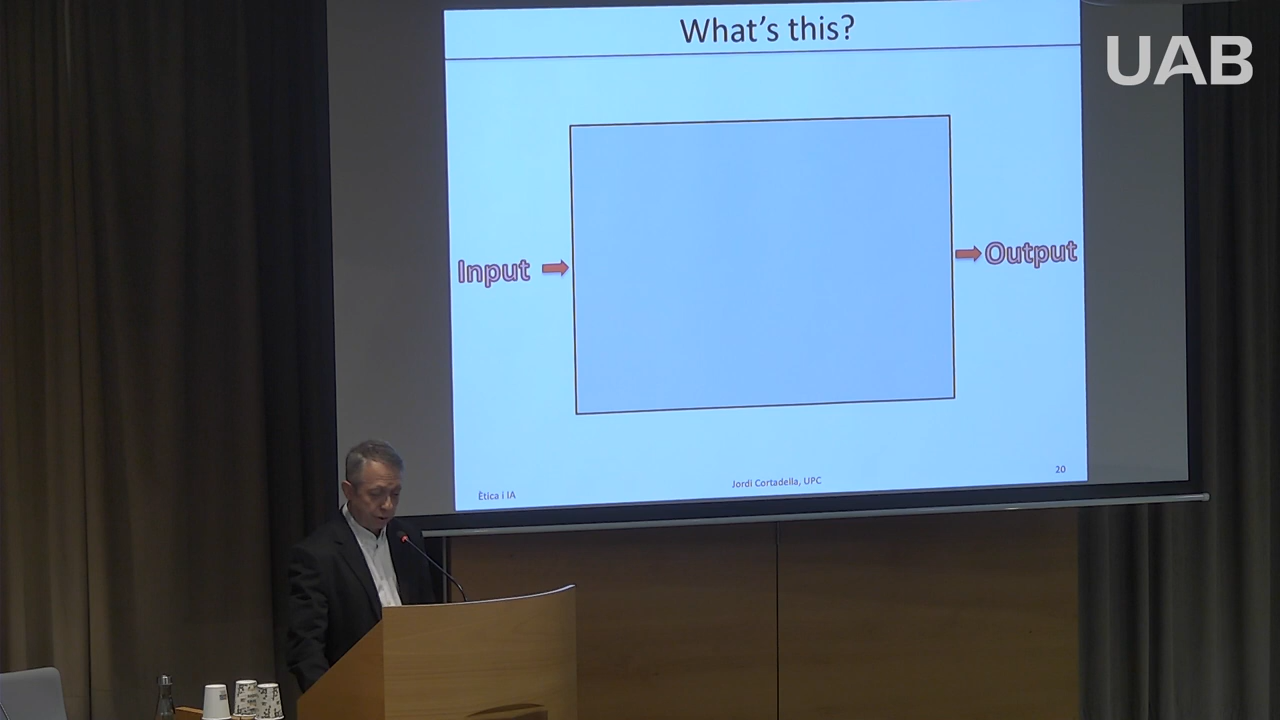 What's this?
UAB
Input
Output
Ètica i IA
Jordi Cortadella, UPC
20